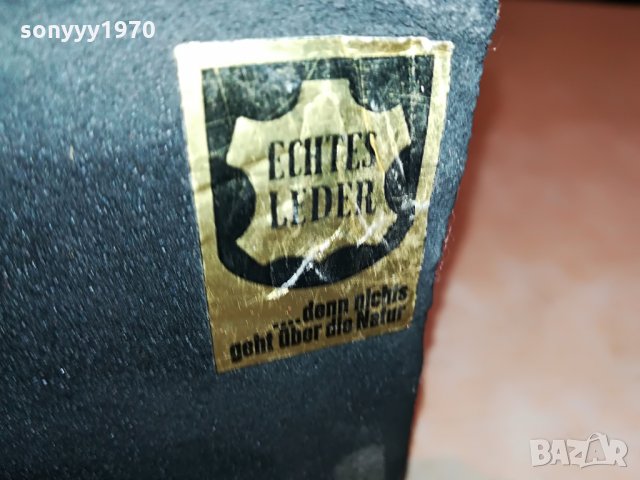 sonyyy1970
ECHTES
LEDER
....denn nichts
geht über die Natur
BAZAR